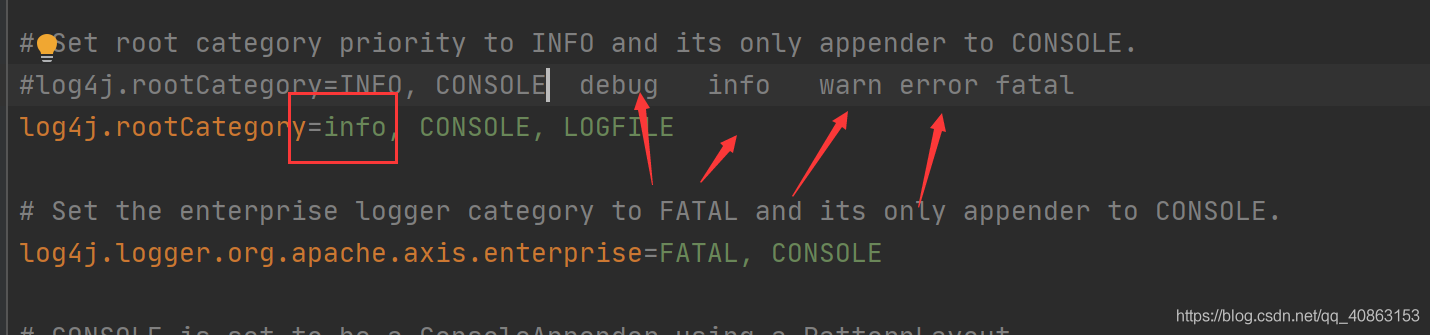 # Set root category priority to INFO and its only appender to CONSOLE.
#log4j.rootCategory=INFO, CONSOLE debug info warn error fatal
log4j.rootCategory=info, CONSOLE, LOGFILE
# Set the enterprise logger category to FATAL and its only appender to CONSOLE.
log4j.logger.org.apache.axis.enterprise=FATAL, CONSOLE
# CONSOLE is set to be a ConsoleAppender using a PatternLayout
https://blog.csdn.net/qq_40863153